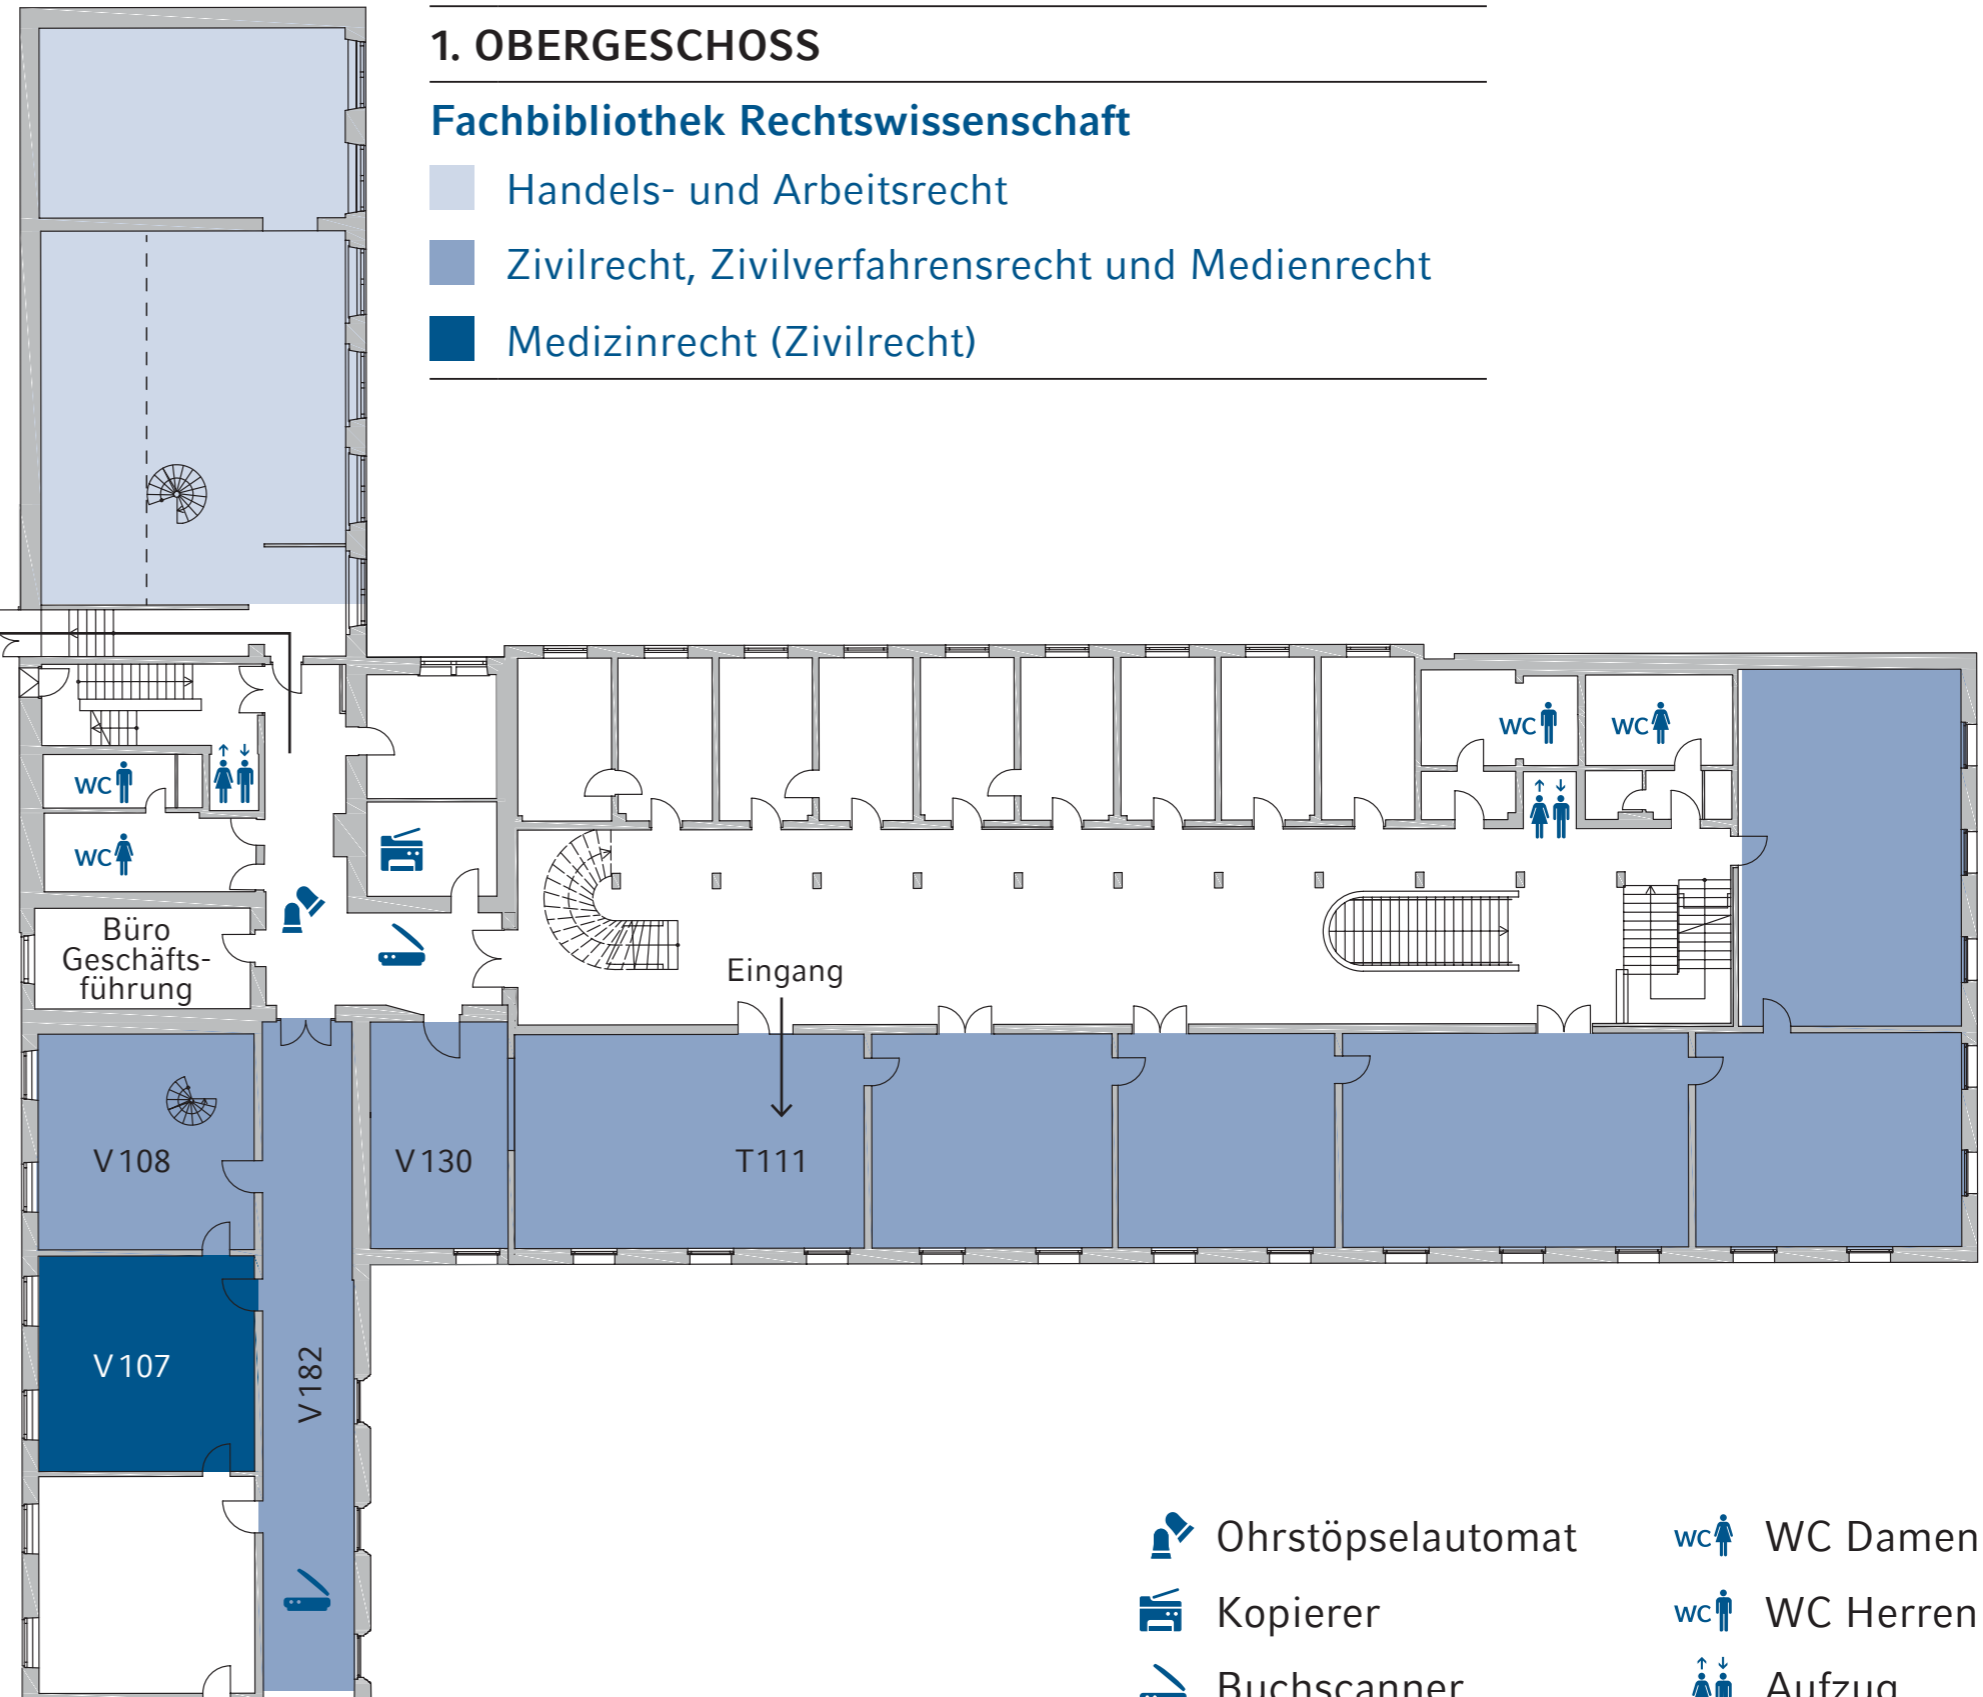 1. OBERGESCHOSS
Fachbibliothek Rechtswissenschaft
Handels- und Arbeitsrecht
Zivilrecht, Zivilverfahrensrecht und Medienrecht
Medizinrecht (Zivilrecht)
WC
WC
WC
WC
Büro
Geschäfts-
führung
Eingang
V 108
V 130
T111
V 107
V 182
Ohrstöpselautomat
WC WC Damen
Kopierer
WC WC Herren
Buchscanner
Aufzug